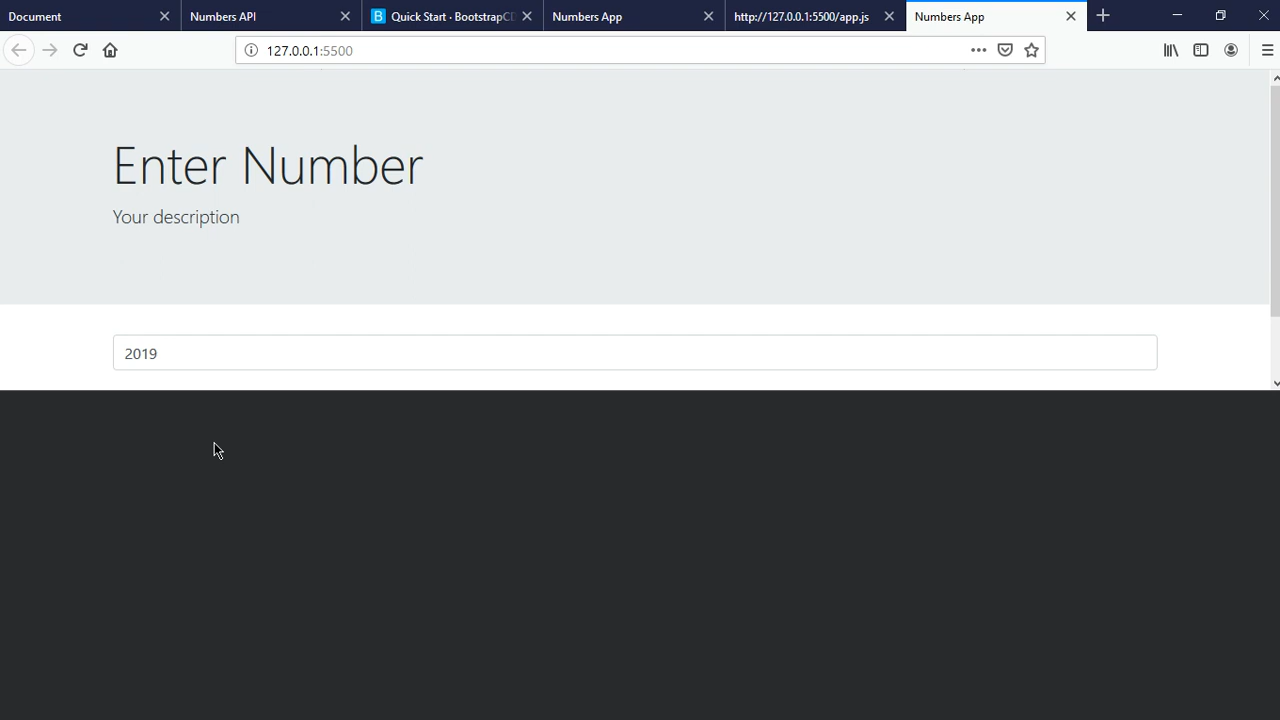 Document
Numbers API
B Quick Start · BootstrapC
Numbers App
http://127.0.0.1:5500/app.js
Numbers App
127.0.0.1:5500
Enter Number
Your description
2019